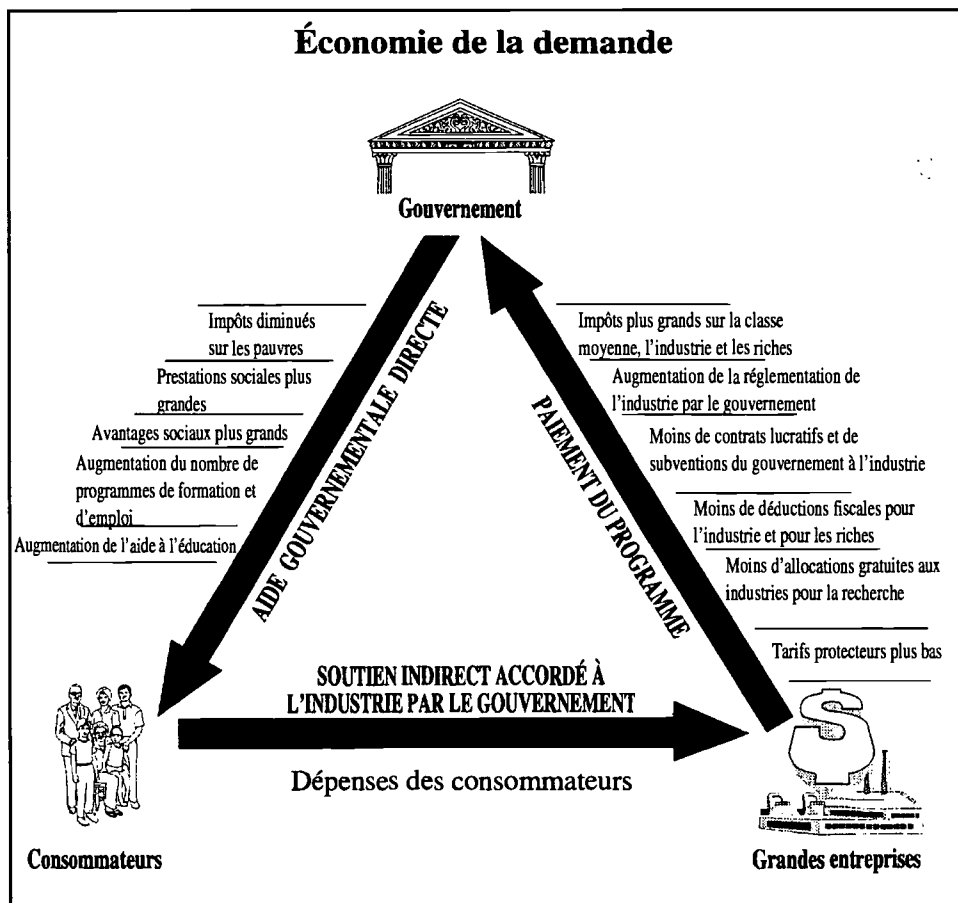 Économie de la demande
Gouvernement
Impôts diminués
sur les pauvres
Prestations sociales plus
grandes
Avantages sociaux plus grands
Augmentation du nombre de
programmes de formation et
d'emploi
Augmentation de l'aide à l'éducation
AIDE GOUVERNEMENTALE DIRECTE
PAIEMENT DU PROGRAMME
Impôts plus grands sur la classe
moyenne, l'industrie et les riches
Augmentation de la réglementation de
l'industrie par le gouvernement
Moins de contrats lucratifs et de
subventions du gouvernement à l'industrie
Moins de déductions fiscales pour
l'industrie et pour les riches
Moins d'allocations gratuites aux
industries pour la recherche
Tarifs protecteurs plus bas
SOUTIEN INDIRECT ACCORDÉ À
L'INDUSTRIE PAR LE GOUVERNEMENT
Dépenses des consommateurs
$
Consommateurs
Grandes entreprises